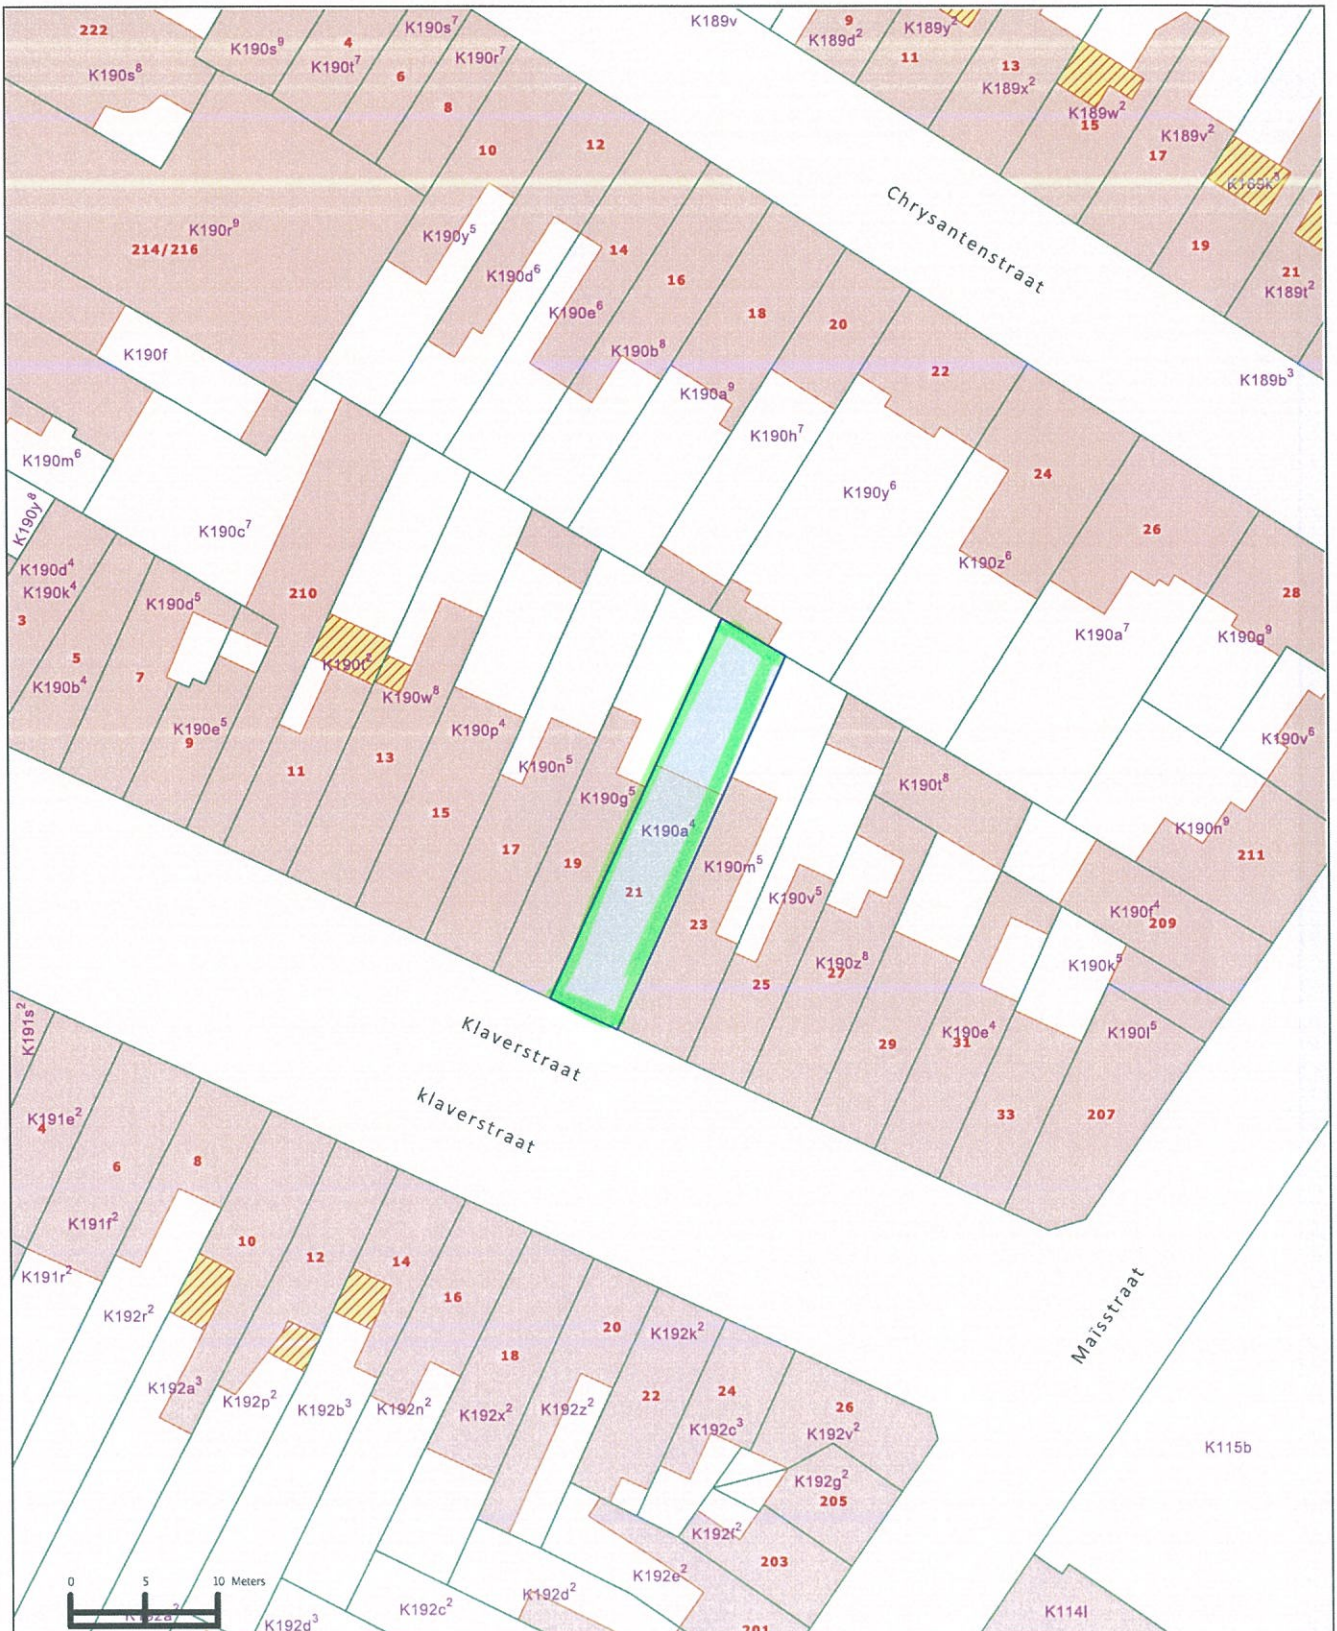 222
K190s⁸
K190s⁹
4
K190t⁷
6
K190s⁷
8
K190r⁷
10
12
K189v
9
K189d²
11
K189y²
13
K189x²
K189w²
15
K189v²
17
K189k³
19
21
K189t²
K189b³
Chrysantenstraat
K190r⁹
214/216
K190y⁵
K190d⁶
14
K190e⁶
16
K190b⁸
18
K190a⁹
20
K190h⁷
22
K190y⁶
24
K190z⁶
26
K190a⁷
28
K190g⁹
K190v⁶
K190f
K190m⁶
K190y⁸
K190c⁷
K190d⁴
K190k⁴
3
5
K190b⁴
K190d⁵
7
K190e⁵
9
210
K190t²
K190w⁸
11
13
K190p⁴
15
K190n⁵
17
K190g⁵
19
K190a⁴
21
K190m⁵
23
K190v⁵
25
K190z⁸
27
K190t⁸
29
K190e⁴
31
33
K190n⁹
211
K190f⁴
209
K190k⁵
K190l⁵
207
Klaverstraat
klaverstraat
Maïsstraat
K191s²
K191e²
4
6
K191f²
8
K191r²
K192r²
10
12
14
16
K192a³
K192p²
K192b³
K192n²
18
K192x²
20
K192z²
K192k²
22
24
K192c³
26
K192v²
K192g²
205
K192f²
203
K192e²
K192d²
K192c²
K192d³
201
K115b
K114l
0 5 10 Meters